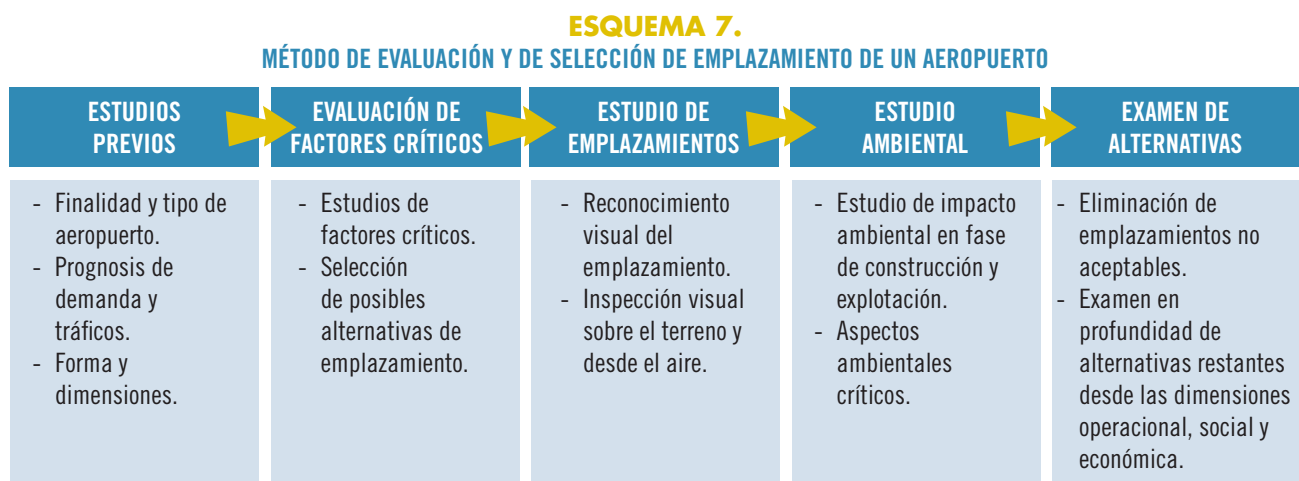 ESQUEMA 7.
MÉTODO DE EVALUACIÓN Y DE SELECCIÓN DE EMPLAZAMIENTO DE UN AEROPUERTO
ESTUDIOS
PREVIOS
- Finalidad y tipo de
aeropuerto.
- Prognosis de
demanda y
tráficos.
- Forma y
dimensiones.
EVALUACIÓN DE
FACTORES CRÍTICOS
- Estudios de
factores críticos.
- Selección
de posibles
alternativas de
emplazamiento.
ESTUDIO DE
EMPLAZAMIENTOS
- Reconocimiento
visual del
emplazamiento.
- Inspección visual
sobre el terreno y
desde el aire.
ESTUDIO
AMBIENTAL
- Estudio de impacto
ambiental en fase
de construcción y
explotación.
- Aspectos
ambientales
críticos.
EXAMEN DE
ALTERNATIVAS
- Eliminación de
emplazamientos no
aceptables.
- Examen en
profundidad de
alternativas restantes
desde las dimensiones
operacional, social y
económica.